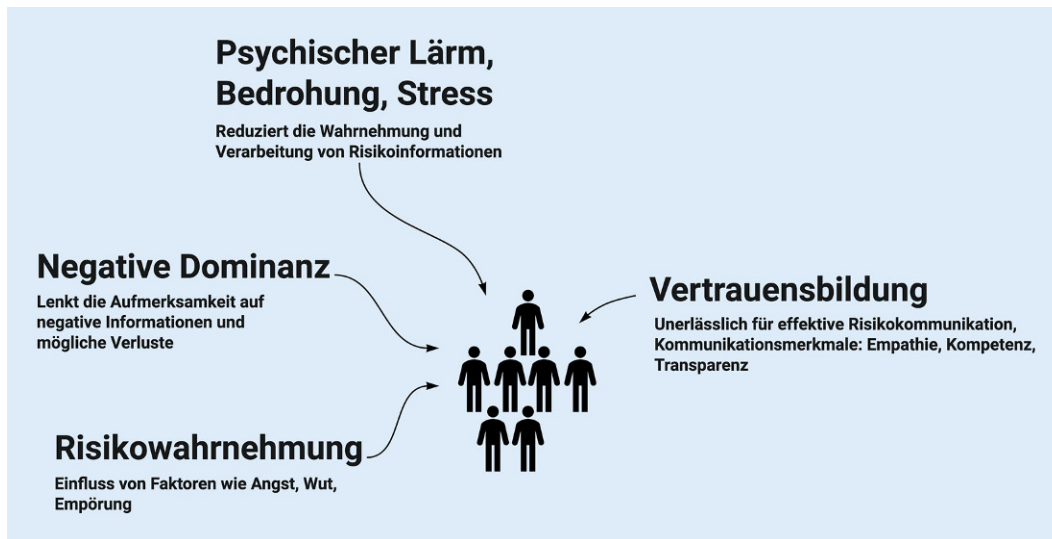 Psychischer Lärm,
Bedrohung, Stress
Reduziert die Wahrnehmung und
Verarbeitung von Risikoinformationen
Negative Dominanz
Lenkt die Aufmerksamkeit auf
negative Informationen und
mögliche Verluste
Vertrauensbildung
Unerlässlich für effektive Risikokommunikation,
Kommunikationsmerkmale: Empathie, Kompetenz,
Transparenz
Risikowahrnehmung
Einfluss von Faktoren wie Angst, Wut,
Empörung